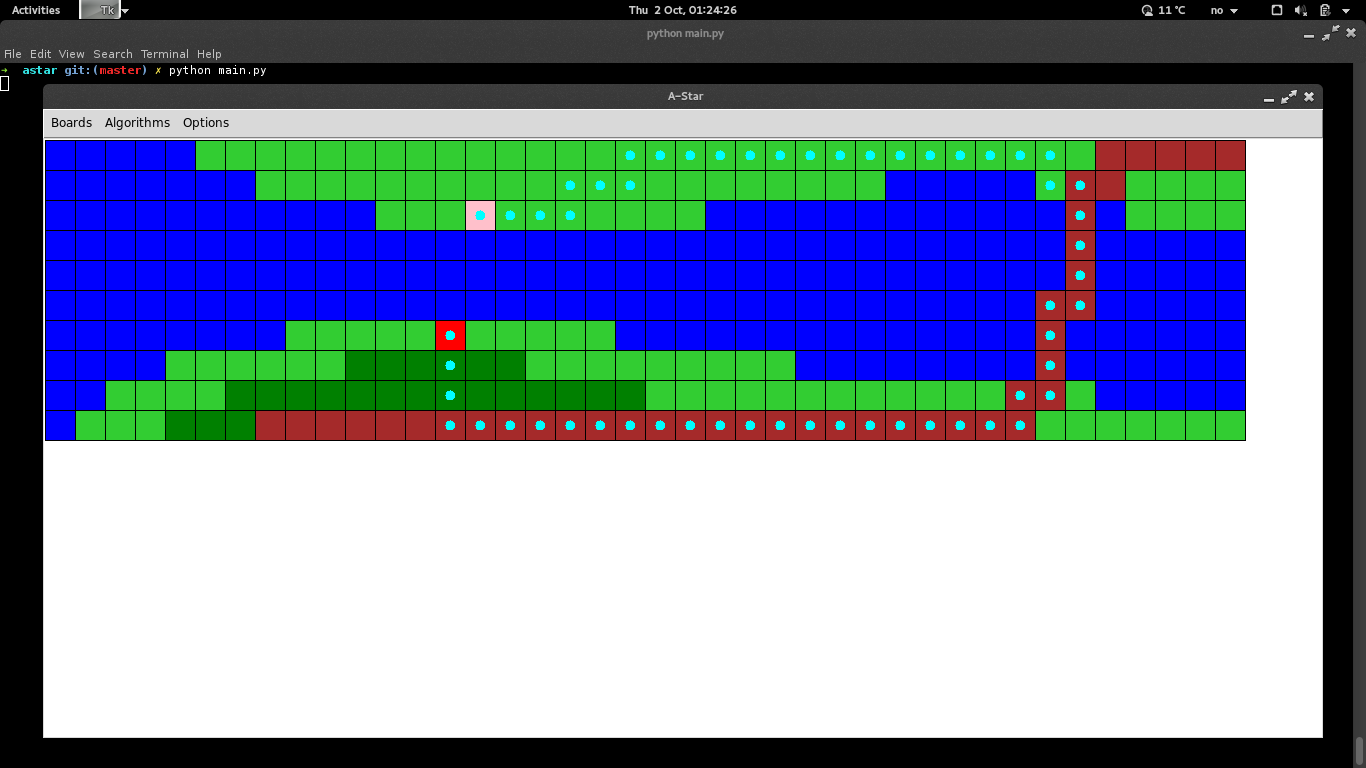 Activities Tk Thu 2 Oct, 01:24:26 11 °C no
python main.py
File Edit View Search Terminal Help
→ astar git:(master) ✗ python main.py
A-Star
Boards Algorithms Options